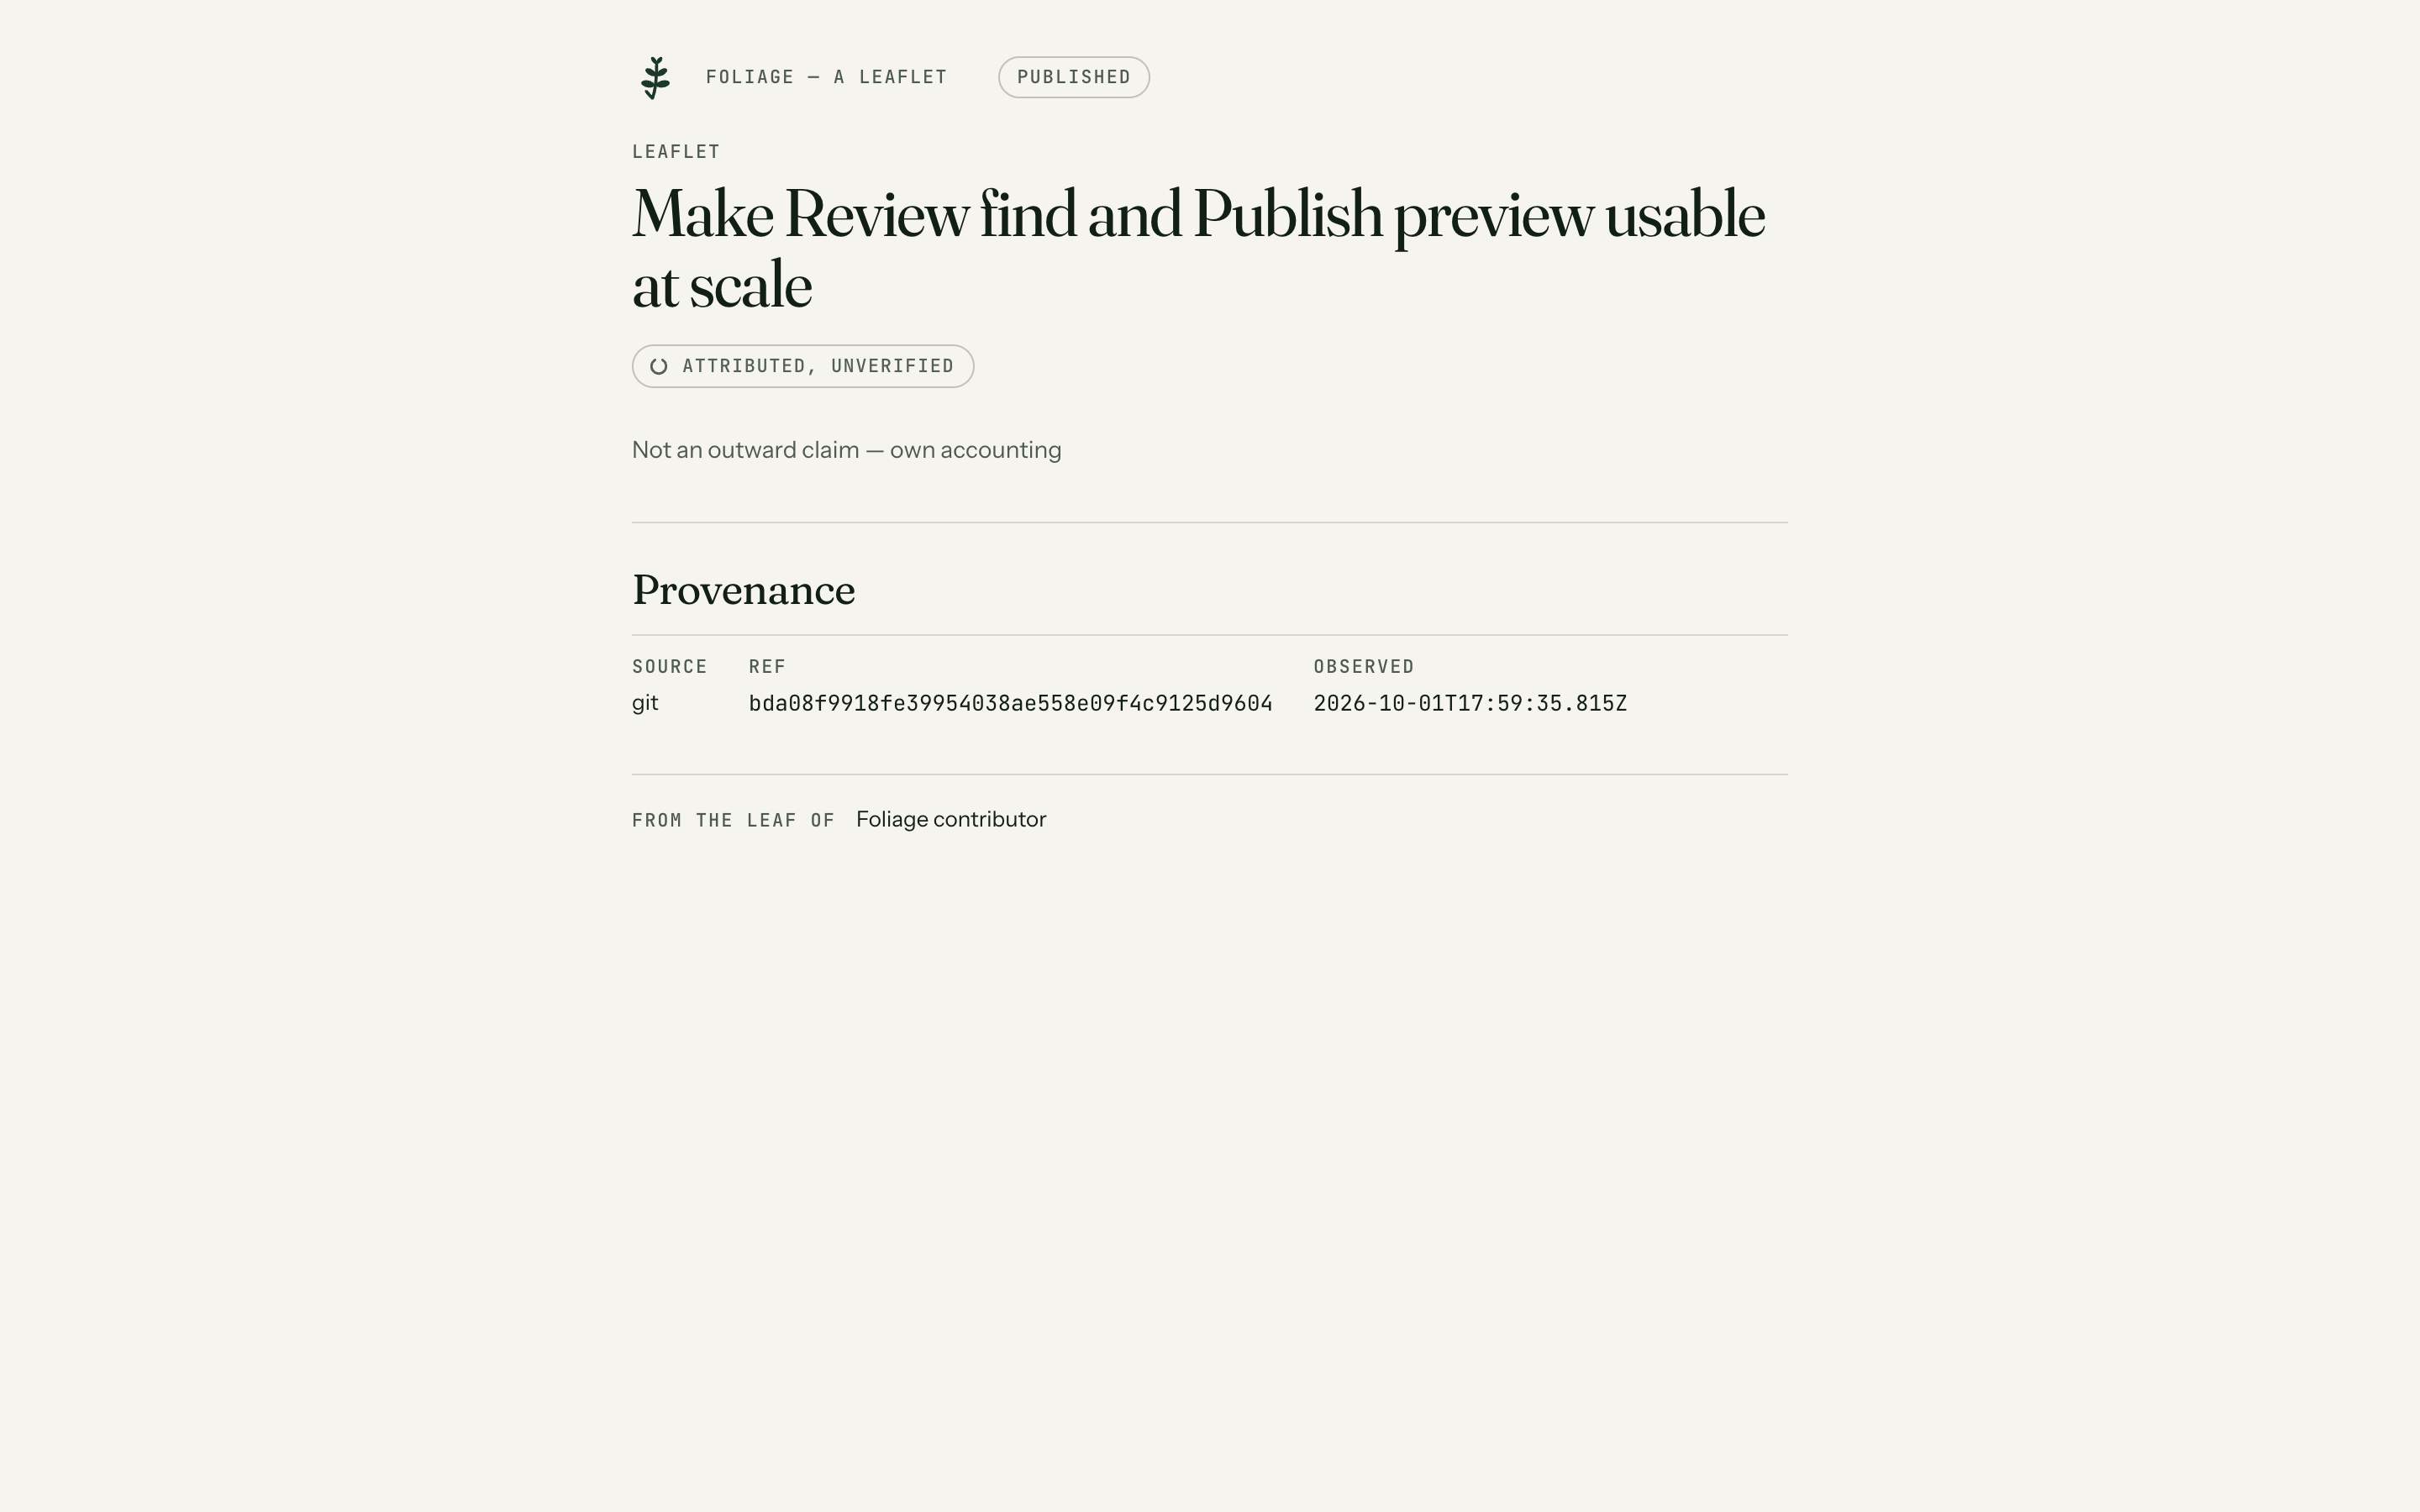 FOLIAGE — A LEAFLET PUBLISHED
LEAFLET
Make Review find and Publish preview usable
at scale
ATTRIBUTED, UNVERIFIED
Not an outward claim — own accounting
Provenance
SOURCE REF OBSERVED
git bda08f9918fe39954038ae558e09f4c9125d9604 2026-10-01T17:59:35.815Z
FROM THE LEAF OF Foliage contributor